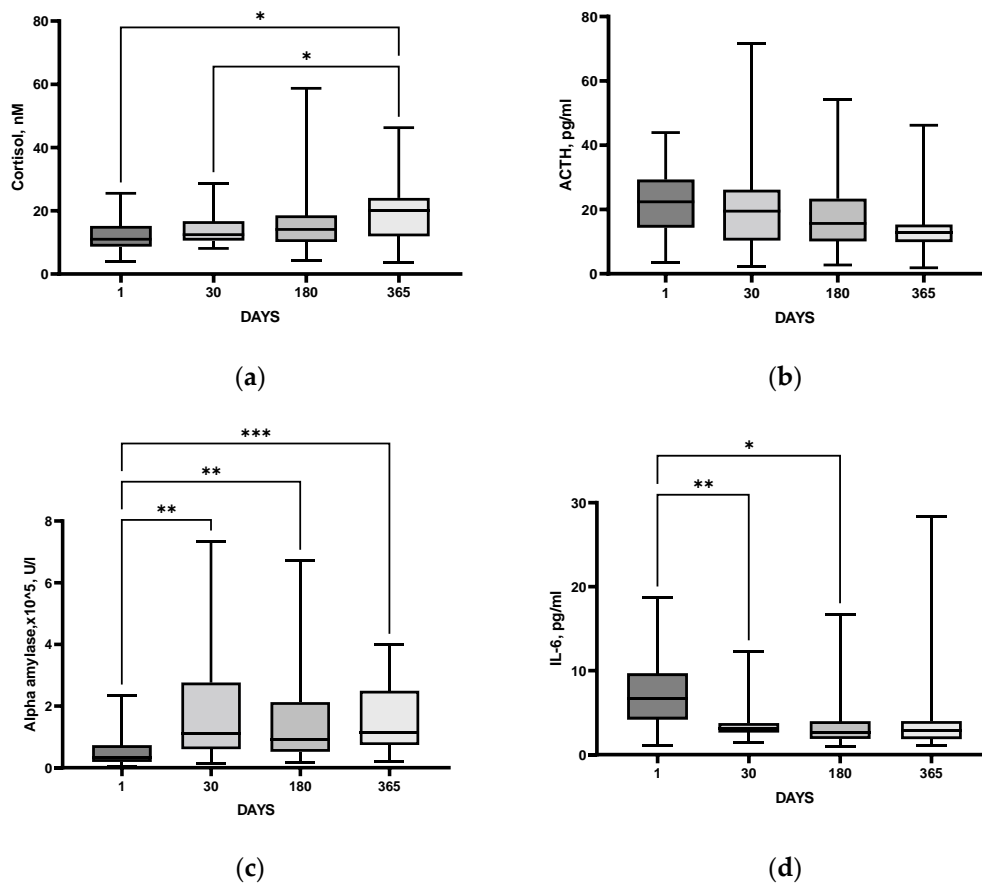 80
60
40
20
0
Cortisol, nM
*
*
1 30 180 365
DAYS
(a)
80
60
40
20
0
ACTH, pg/ml
1 30 180 365
DAYS
(b)
8
6
4
2
0
Alpha amylase,x10^5, U/l
***
**
**
1 30 180 365
DAYS
(c)
30
20
10
0
IL-6, pg/ml
*
**
1 30 180 365
DAYS
(d)